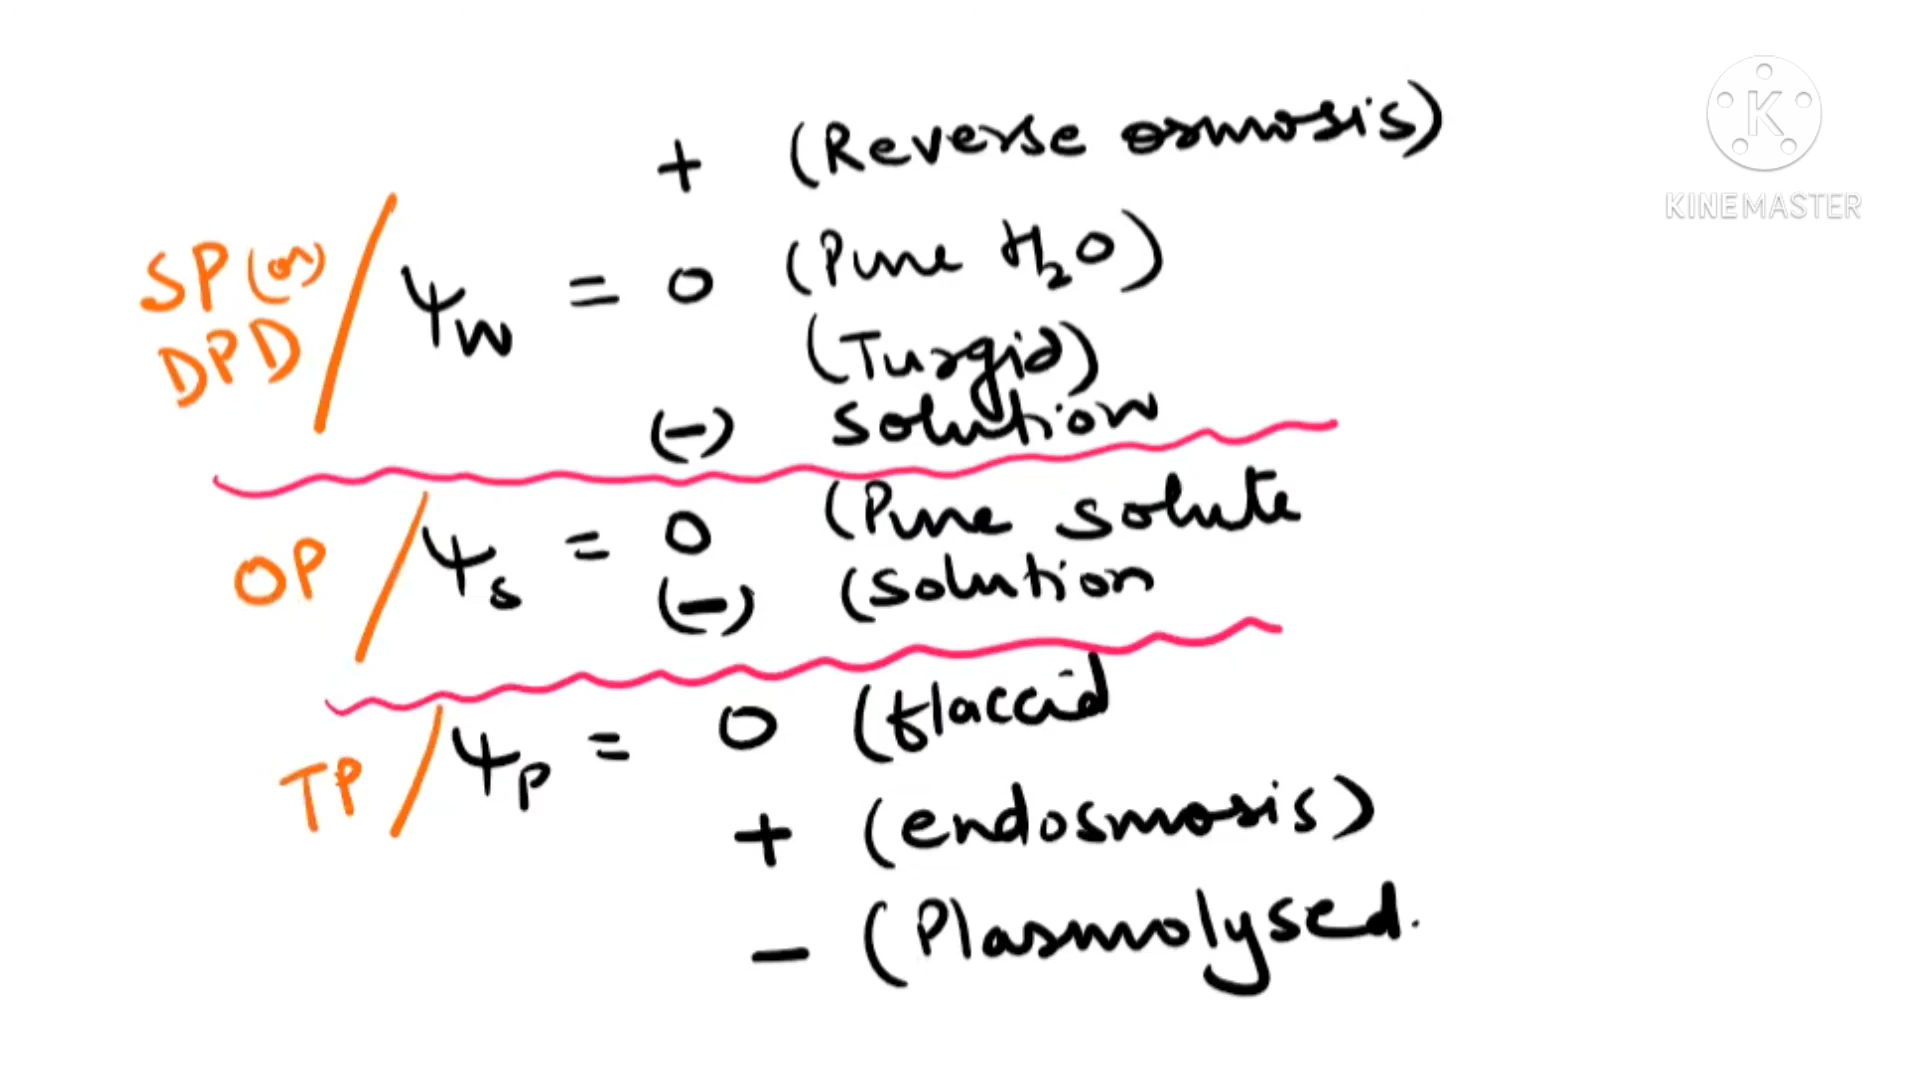 + (Reverse osmosis)
K
KINEMASTER
SP (or)
DPD
Ψw = 0 (Pure H₂O)
(Turgid)
(-) solution
OP / Ψs = 0 (Pure solute
(-) (solution
TP / Ψp = 0 (flaccid
+ (endosmosis)
- (Plasmolysed.